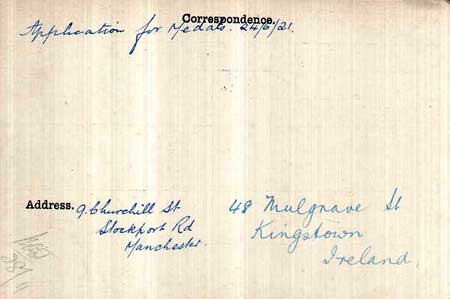 Correspondence.
Application for Medals. 24/6/21.
Address. 9. Churchill St
Stockport Rd
Manchester.
48 Mulgrave St
Kingstown
Ireland.